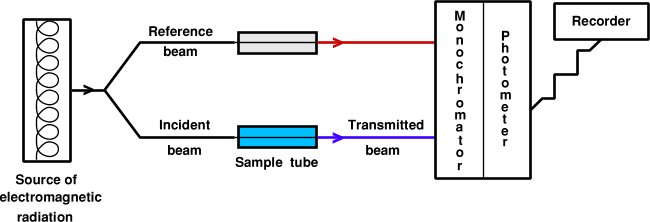 Reference
beam
Incident
beam
Sample tube
Transmitted
beam
Source of
electromagnetic
radiation
Monochromator
Photometer
Recorder